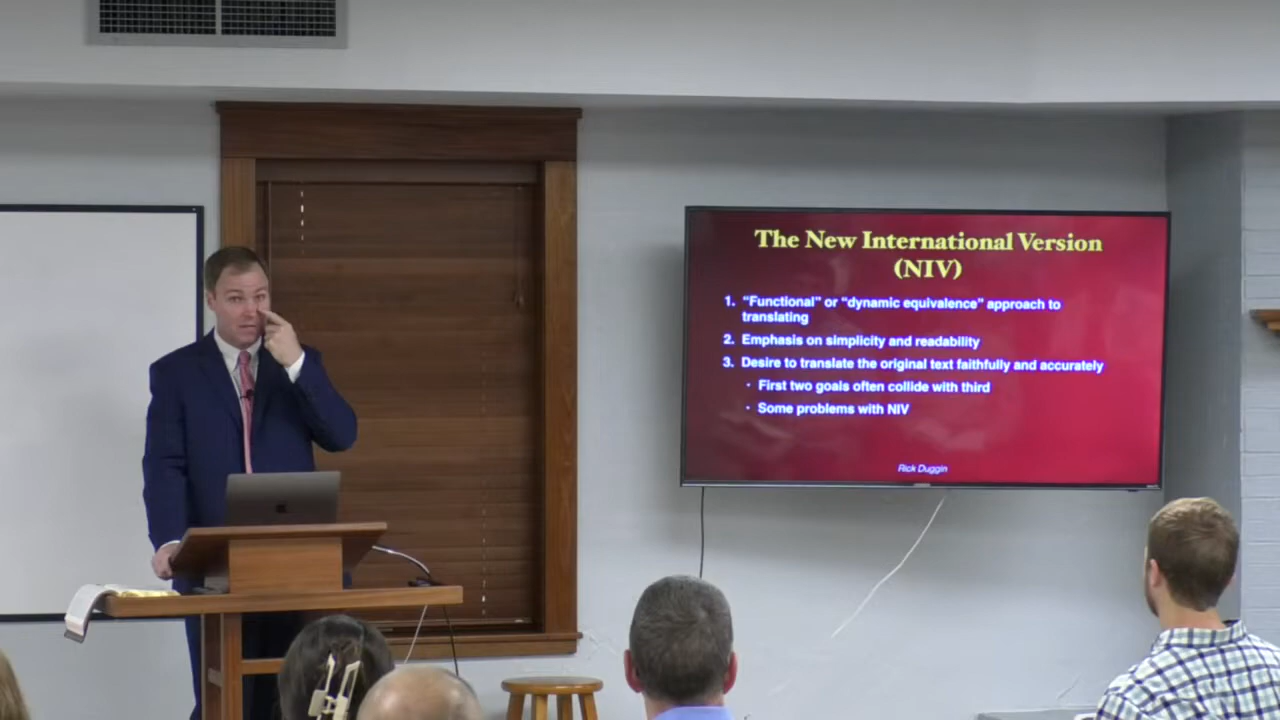 The New International Version
(NIV)
1. “Functional” or “dynamic equivalence” approach to
translating
2. Emphasis on simplicity and readability
3. Desire to translate the original text faithfully and accurately
· First two goals often collide with third
· Some problems with NIV
Rick Duggin